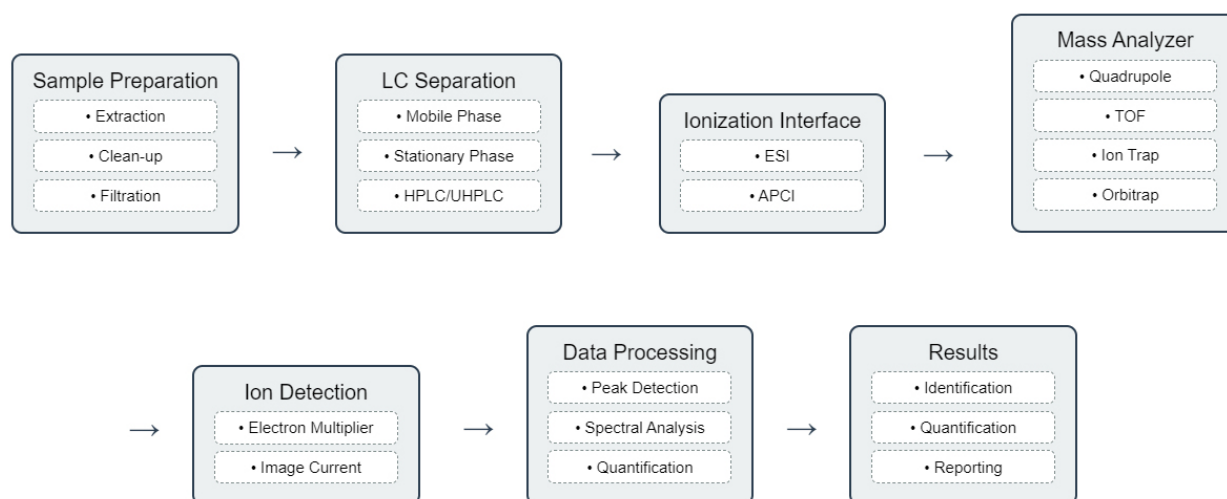 Sample Preparation
• Extraction
• Clean-up
• Filtration
→
LC Separation
• Mobile Phase
• Stationary Phase
• HPLC/UHPLC
→
Ionization Interface
• ESI
• APCI
→
Mass Analyzer
• Quadrupole
• TOF
• Ion Trap
• Orbitrap
→
Ion Detection
• Electron Multiplier
• Image Current
→
Data Processing
• Peak Detection
• Spectral Analysis
• Quantification
→
Results
• Identification
• Quantification
• Reporting